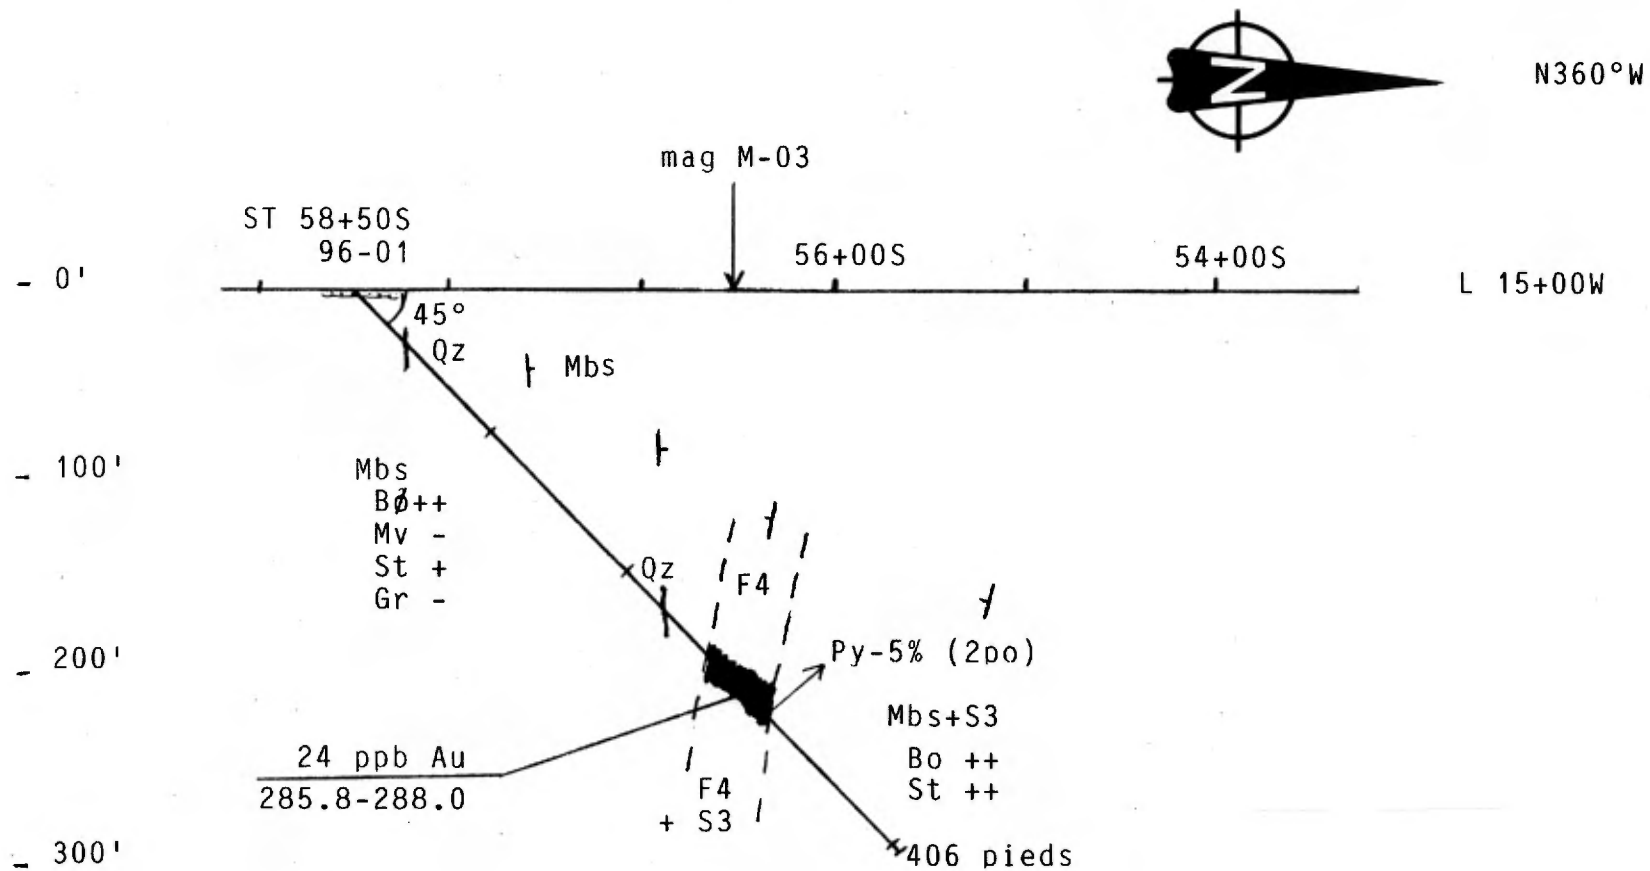 N
N360°W
mag M-03
ST 58+50S
96-01
56+00S
54+00S
- 0'
L 15+00W
45°
Qz
Mbs
- 100'
Mbs
Bø++
Mv -
St +
Gr -
Qz
F4
- 200'
Py-5% (2po)
Mbs+S3
Bo ++
St ++
24 ppb Au
285.8-288.0
F4
+ S3
- 300'
406 pieds